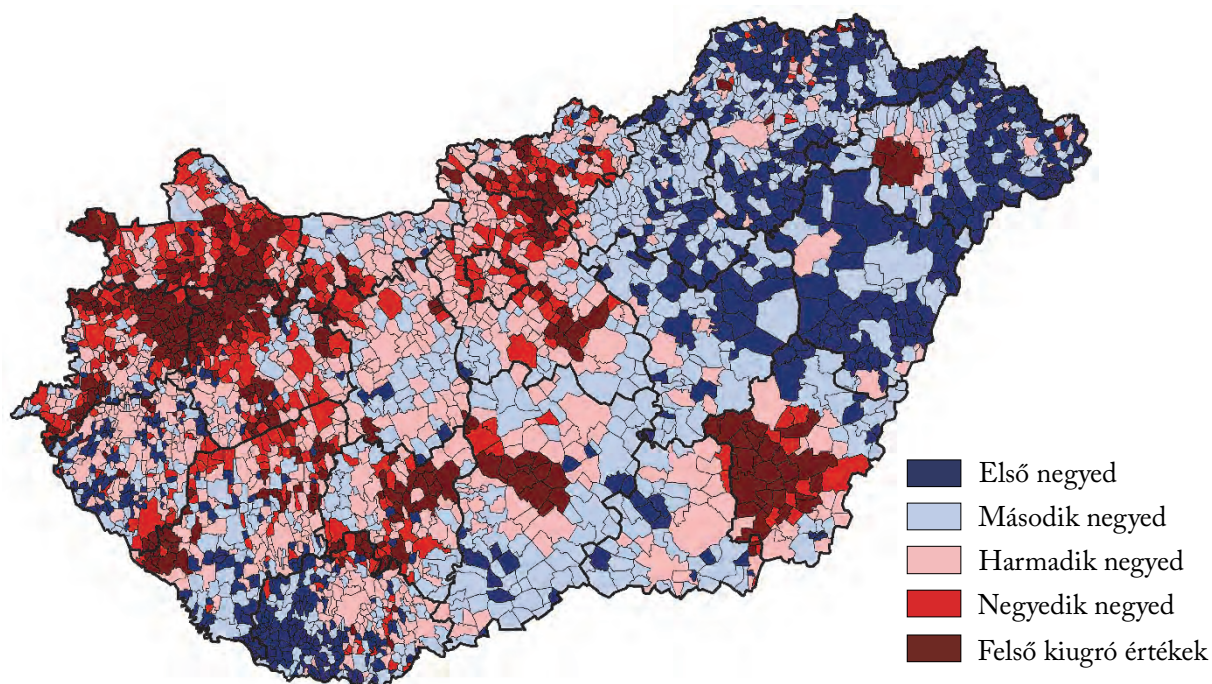 Első negyed
Második negyed
Harmadik negyed
Negyedik negyed
Felső kiugró értékek